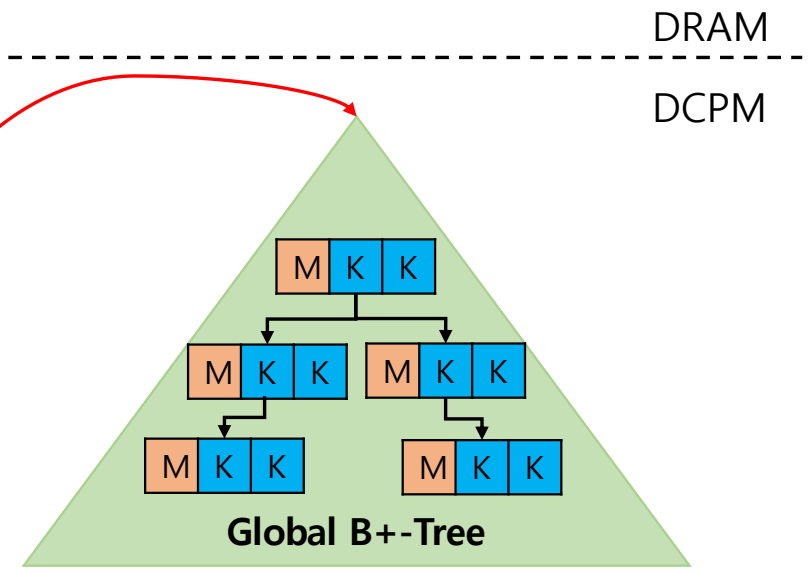 DRAM
DCPM
M K K
M K K M K K
M K K M K K
Global B+-Tree